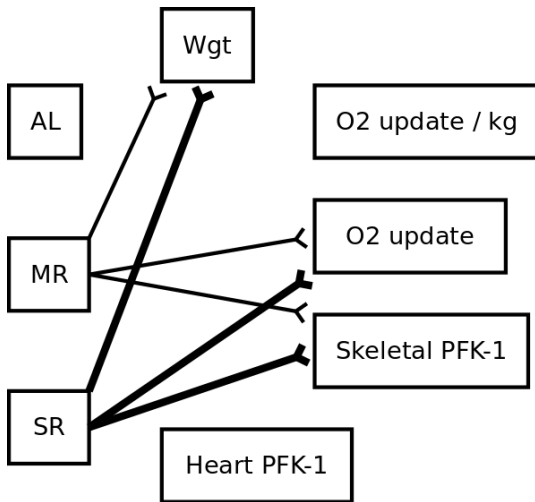 Wgt
AL
O2 update / kg
O2 update
MR
Skeletal PFK-1
SR
Heart PFK-1